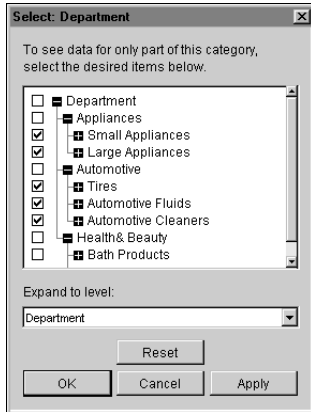 Select: Department
To see data for only part of this category,
select the desired items below.
Department
Appliances
Small Appliances
Large Appliances
Automotive
Tires
Automotive Fluids
Automotive Cleaners
Health& Beauty
Bath Products
Expand to level:
Department
Reset
OK Cancel Apply